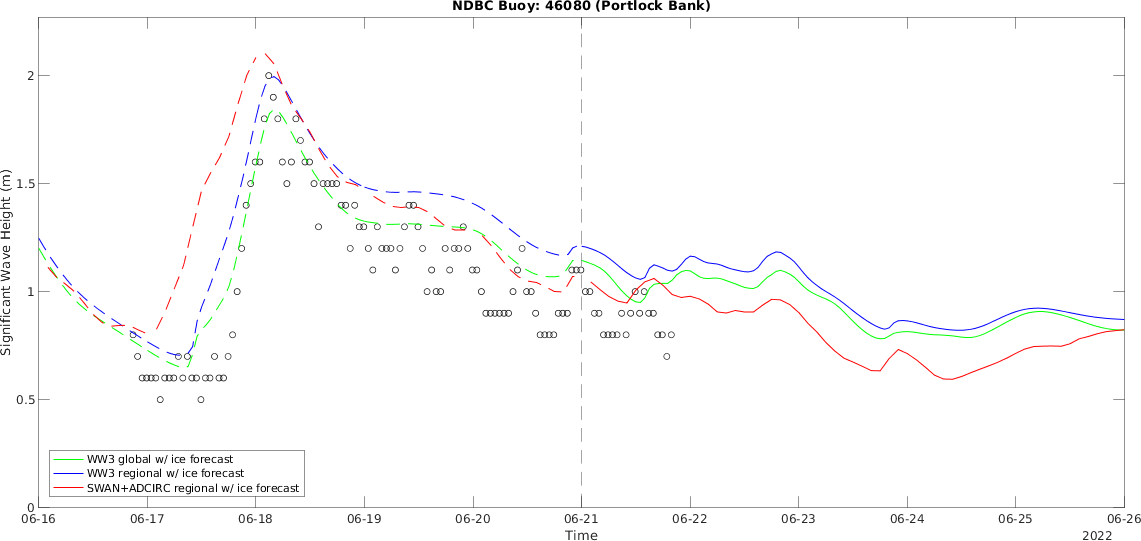 NDBC Buoy: 46080 (Portlock Bank)
Significant Wave Height (m)
2
1.5
1
0.5
0
WW3 global w/ ice forecast
WW3 regional w/ ice forecast
SWAN+ADCIRC regional w/ ice forecast
06-16 06-17 06-18 06-19 06-20 06-21 06-22 06-23 06-24 06-25 06-26
Time
2022